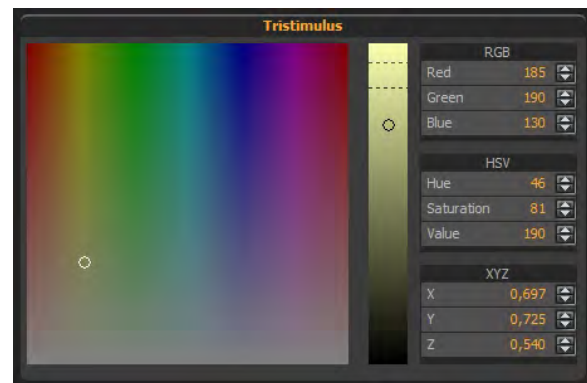 Tristimulus
RGB
Red 185
Green 190
Blue 130
HSV
Hue 46
Saturation 81
Value 190
XYZ
X 0,697
Y 0,725
Z 0,540